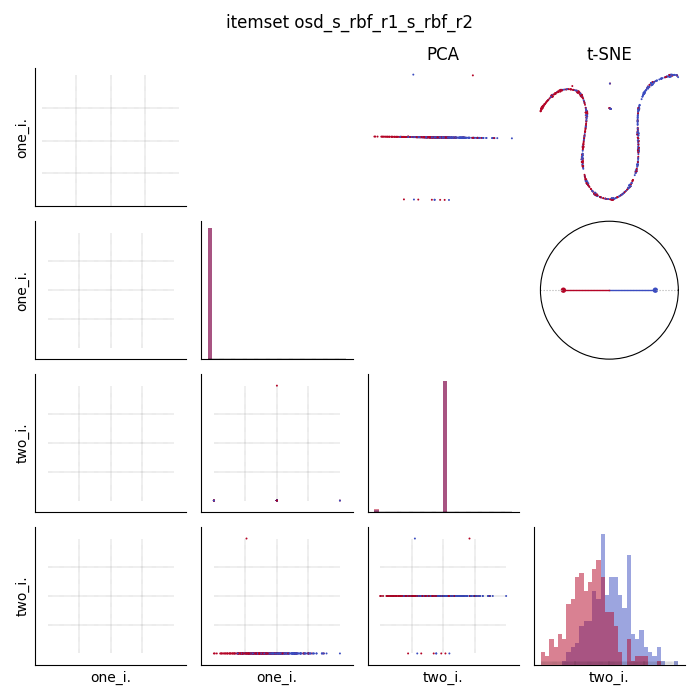 itemset osd_s_rbf_r1_s_rbf_r2
PCA
t-SNE
one_i.
one_i.
two_i.
two_i.
one_i.
one_i.
two_i.
two_i.